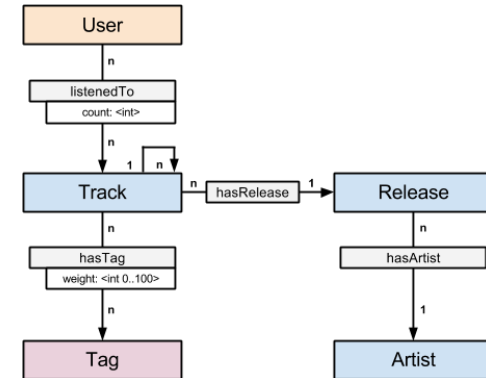 User
n
listenedTo
count: <int>
n
1
n
Track
n
hasRelease
1
Release
n
n
hasTag
hasArtist
weight: <int 0..100>
n
1
Tag
Artist